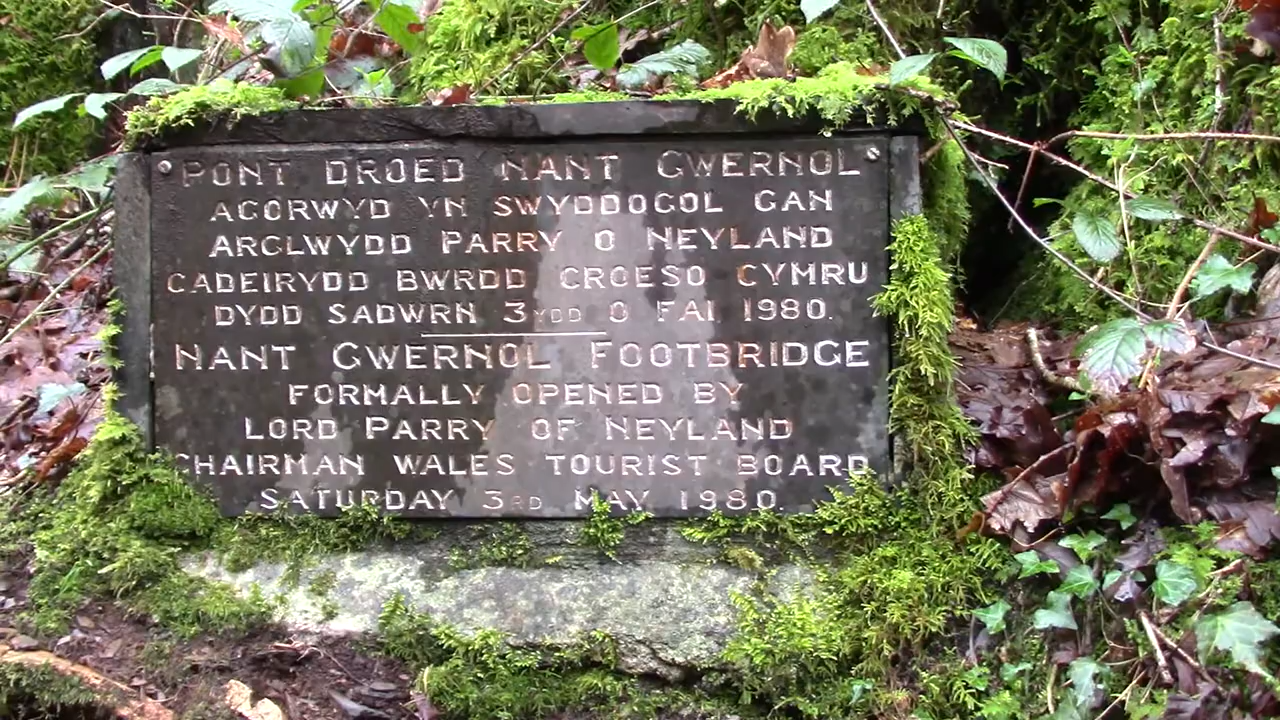 PONT DROED NANT GWERNOL
AGORWYD YN SWYDDOGOL GAN
ARGLWYDD PARRY O NEYLAND
CADEIRYDD BWRDD CROESO CYMRU
DYDD SADWRN 3YDD O FAI 1980.
NANT GWERNOL FOOTBRIDGE
FORMALLY OPENED BY
LORD PARRY OF NEYLAND
CHAIRMAN WALES TOURIST BOARD
SATURDAY 3RD MAY 1980.